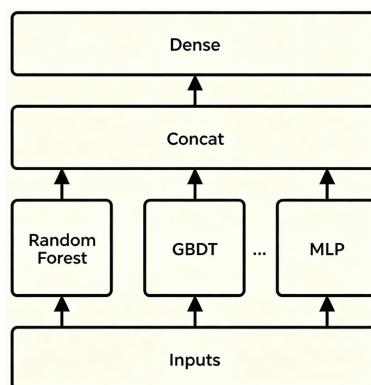 Dense
Concat
Random
Forest
GBDT
...
MLP
Inputs